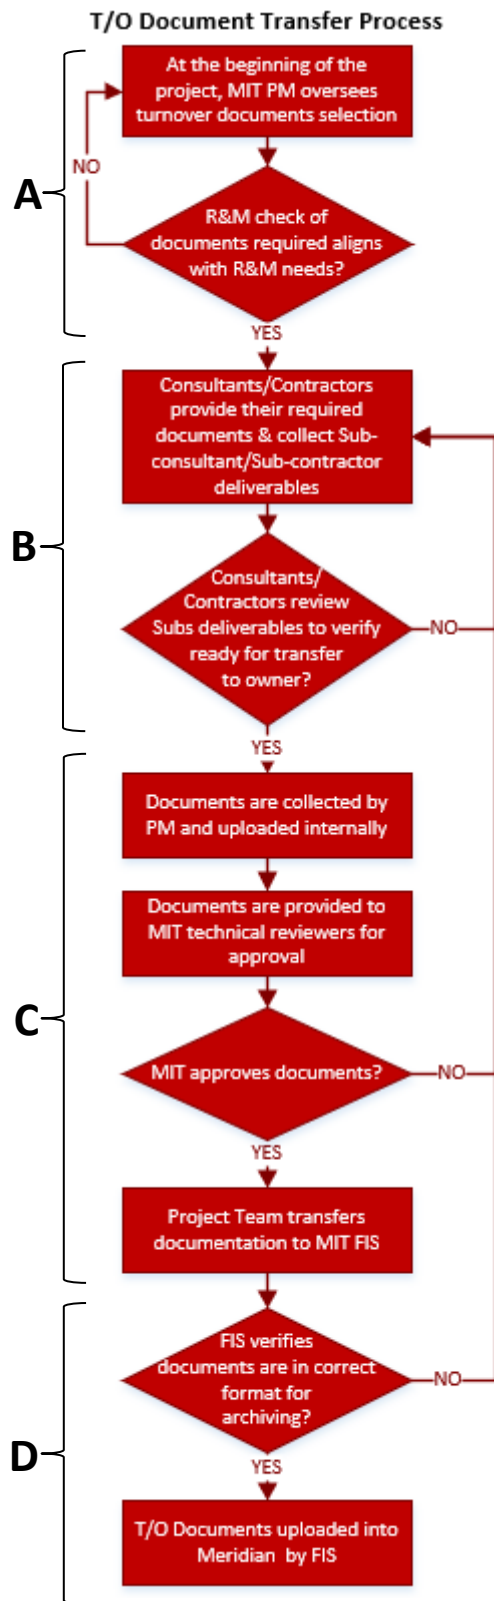 T/O Document Transfer Process
At the beginning of the
project, MIT PM oversees
turnover documents selection
NO
A
R&M check of
documents required aligns
with R&M needs?
YES
Consultants/Contractors
provide their required
documents & collect Sub-
consultant/Sub-contractor
deliverables
B
Consultants/
Contractors review
Subs deliverables to verify
ready for transfer
to owner?
NO
YES
Documents are collected by
PM and uploaded internally
Documents are provided to
MIT technical reviewers for
approval
C
MIT approves documents?
NO
YES
Project Team transfers
documentation to MIT FIS
FIS verifies
documents are in correct
format for
archiving?
NO
D
YES
T/O Documents uploaded into
Meridian by FIS